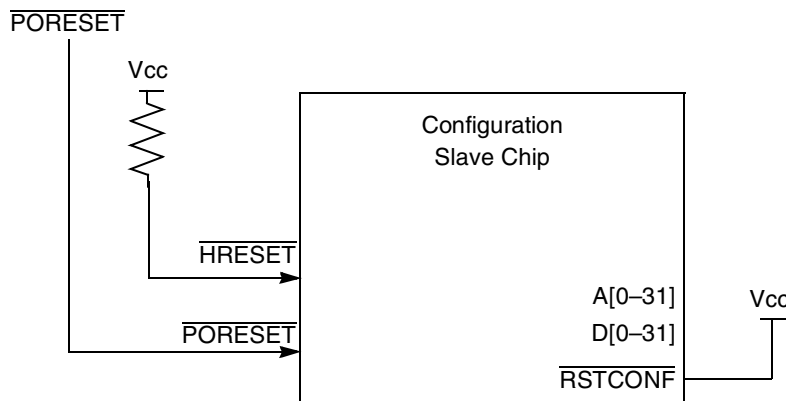 PORESET
Vcc
Configuration
Slave Chip
HRESET
A[0–31]
Vcc
PORESET
D[0–31]
RSTCONF